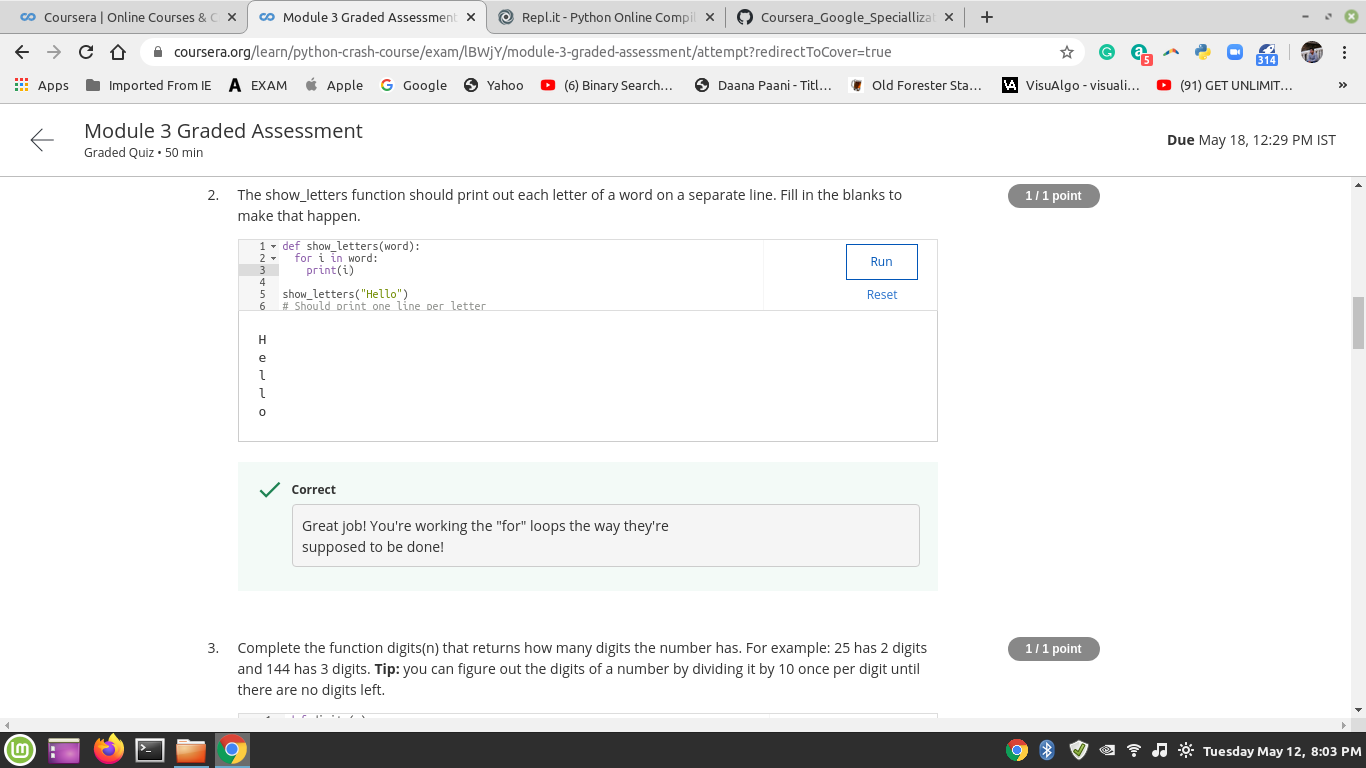 Coursera | Online Courses & C
Module 3 Graded Assessment
Repl.it - Python Online Compil
Coursera_Google_Speciallizat
coursera.org/learn/python-crash-course/exam/lBWjY/module-3-graded-assessment/attempt?redirectToCover=true
5
314
Apps
Imported From IE
EXAM
Apple
Google
Yahoo
(6) Binary Search...
Daana Paani - Titl...
Old Forester Sta...
VisuAlgo - visuali...
(91) GET UNLIMIT...
»
Module 3 Graded Assessment
Graded Quiz • 50 min
Due May 18, 12:29 PM IST
2. The show_letters function should print out each letter of a word on a separate line. Fill in the blanks to
make that happen.
1 / 1 point
1 def show_letters(word):
2 for i in word:
3 print(i)
4
5 show_letters("Hello")
6 # Should print one line per letter
Run
Reset
H
e
l
l
o
Correct
Great job! You're working the "for" loops the way they're
supposed to be done!
3. Complete the function digits(n) that returns how many digits the number has. For example: 25 has 2 digits
and 144 has 3 digits. Tip: you can figure out the digits of a number by dividing it by 10 once per digit until
there are no digits left.
1 / 1 point
Tuesday May 12, 8:03 PM